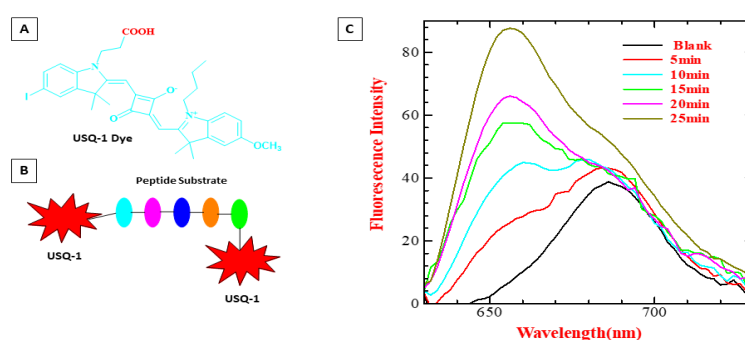 A
COOH
N
I
O-
O
N+
OCH3
USQ-1 Dye
B
Peptide Substrate
USQ-1
USQ-1
C
80
60
40
20
0
650
700
Fluoresecence Intensity
Wavelength(nm)
Blank
5min
10min
15min
20min
25min